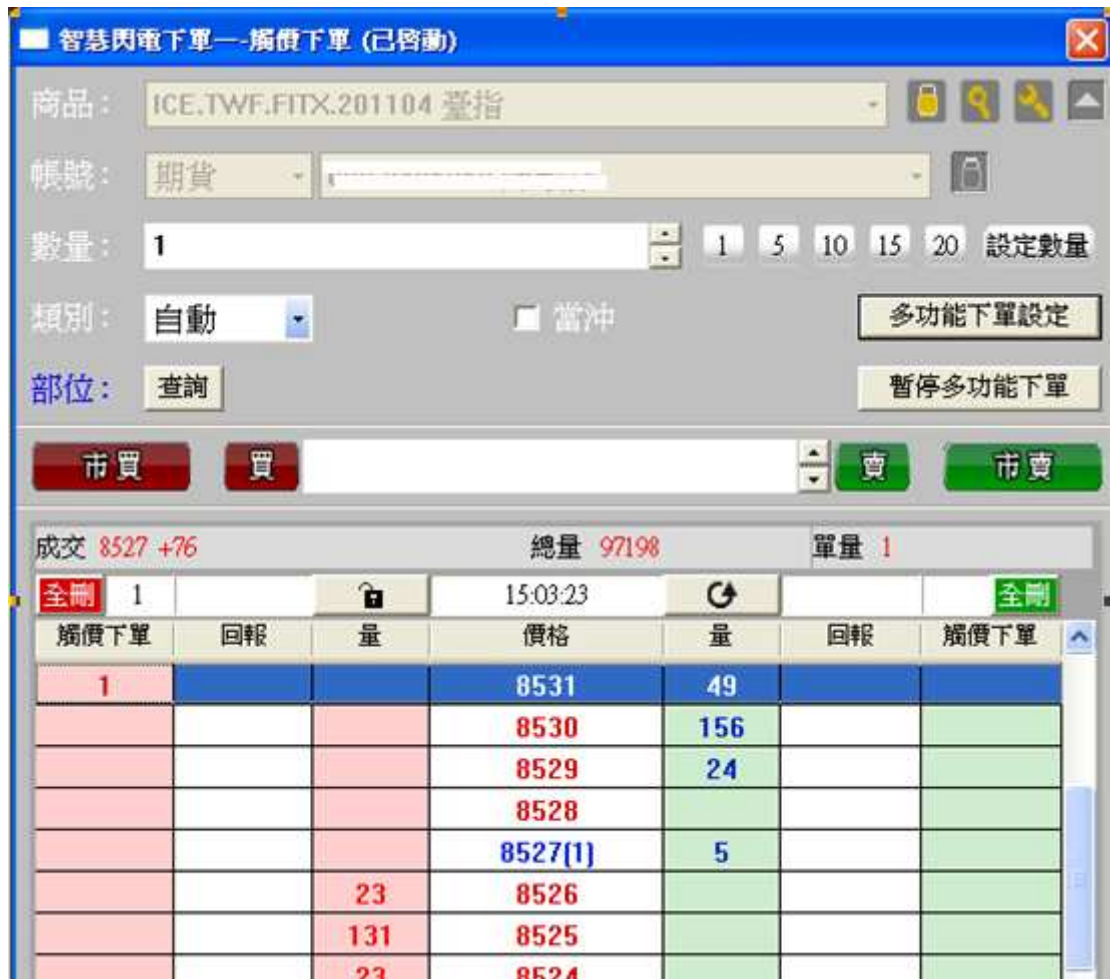 智慧閃電下單---觸價下單 (已啓動)
商品： ICE.TWF.FITX.201104 臺指
帳號： 期貨
數量： 1 1 5 10 15 20 設定數量
類別： 自動 當沖 多功能下單設定
部位： 查詢 暫停多功能下單
市買 買 賣 市賣
成交 8527 +76 總量 97198 單量 1
全刪 1 15:03:23 全刪
觸價下單 回報 量 價格 量 回報 觸價下單
1 8531 49
8530 156
8529 24
8528
8527(1) 5
23 8526
131 8525
23 8524